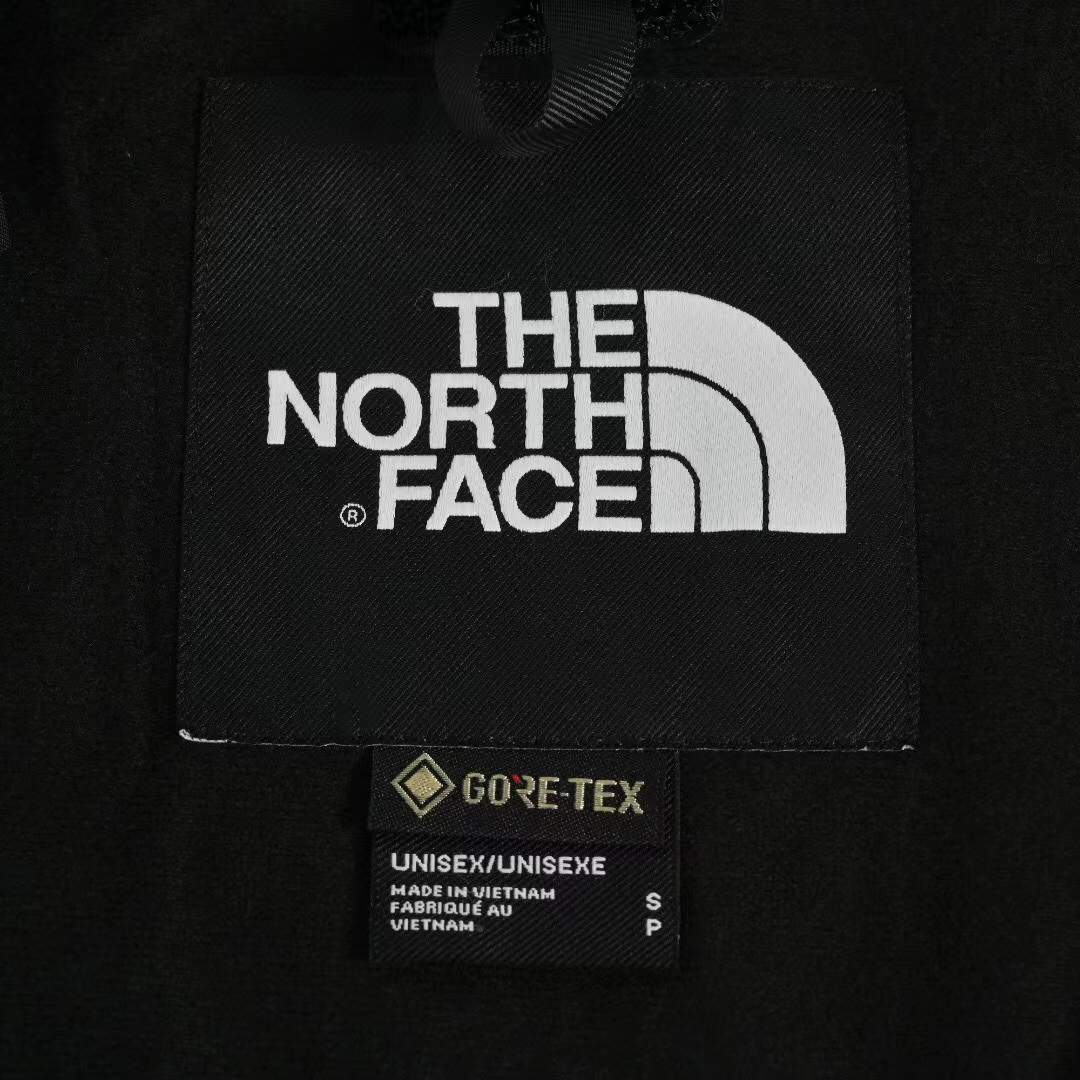 THE
NORTH
® FACE
GORE-TEX
UNISEX/UNISEXE
MADE IN VIETNAM
FABRIQUÉ AU
VIETNAM
S
P